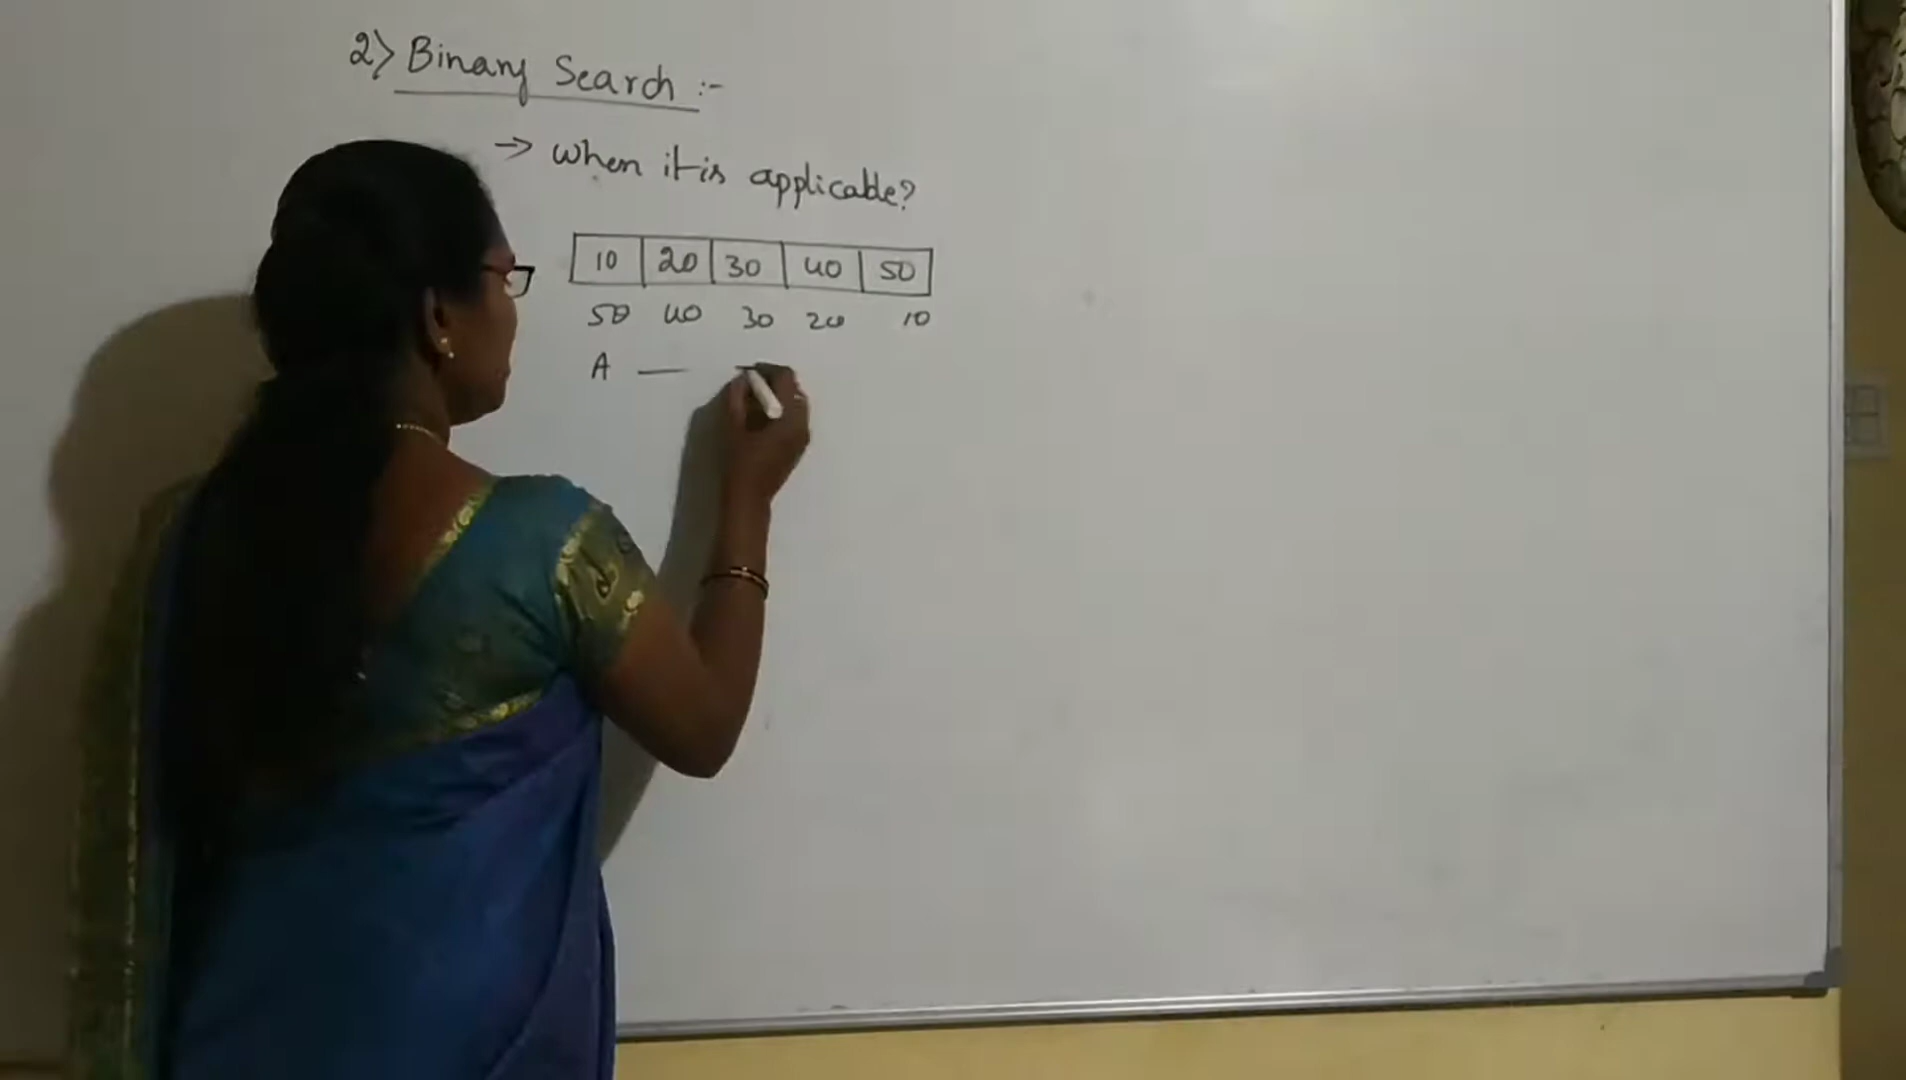 2) Binary Search :-
→ when it is applicable?
10 20 30 40 50
50 40 30 20 10
A —